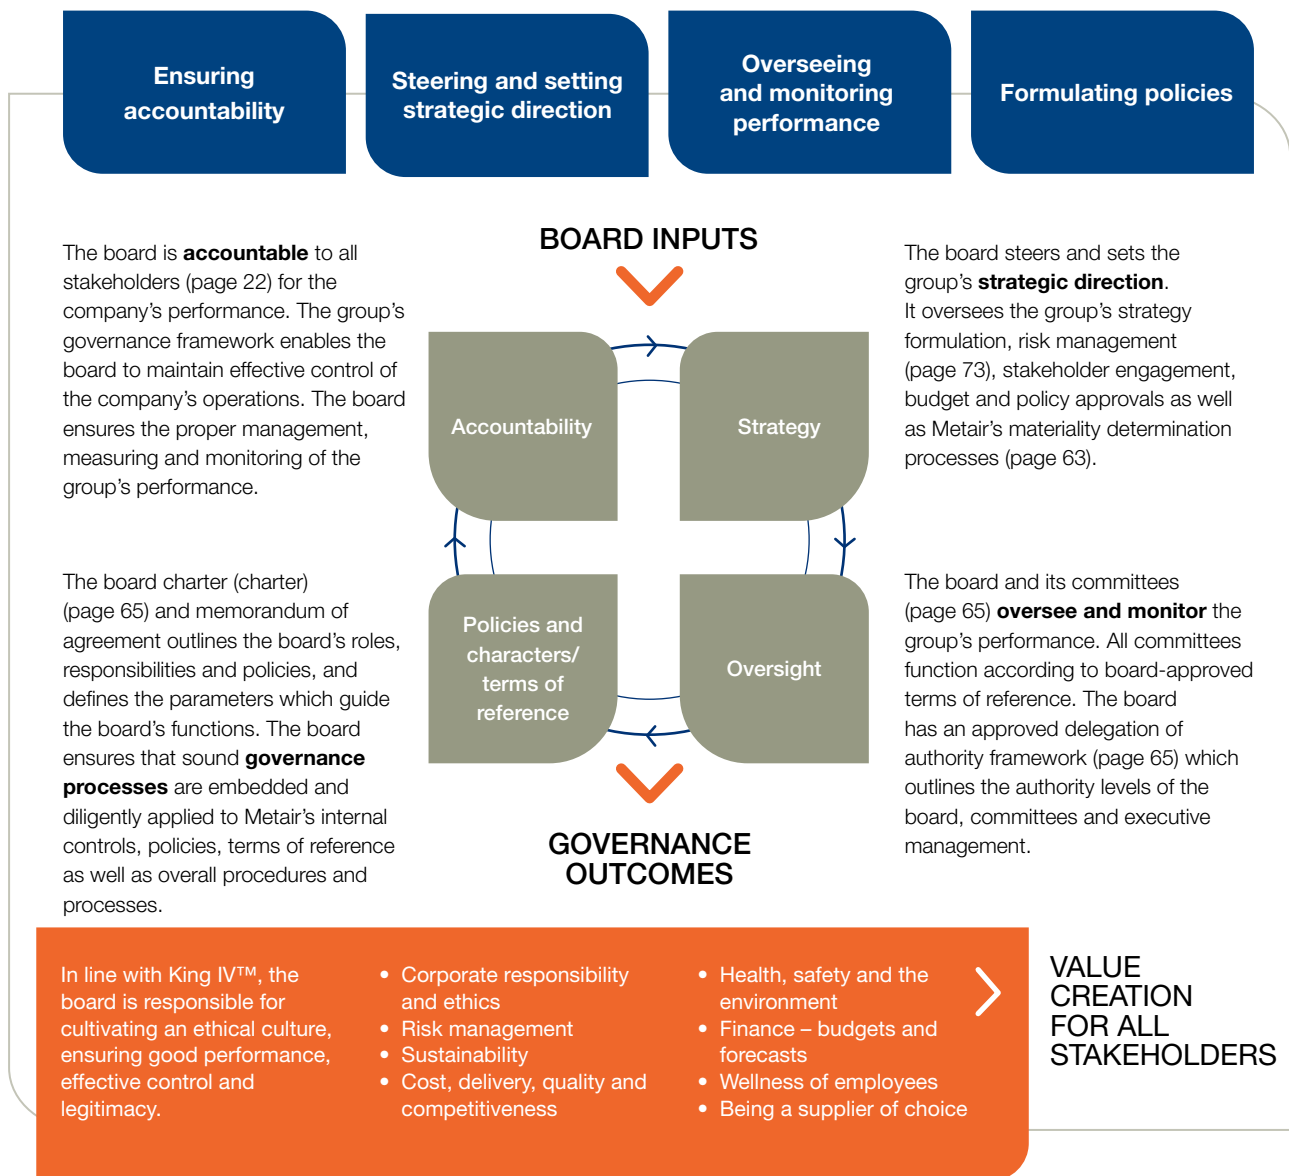 Ensuring
accountability
Steering and setting
strategic direction
Overseeing
and monitoring
performance
Formulating policies
The board is accountable to all
stakeholders (page 22) for the
company’s performance. The group’s
governance framework enables the
board to maintain effective control of
the company’s operations. The board
ensures the proper management,
measuring and monitoring of the
group’s performance.
The board charter (charter)
(page 65) and memorandum of
agreement outlines the board’s roles,
responsibilities and policies, and
defines the parameters which guide
the board’s functions. The board
ensures that sound governance
processes are embedded and
diligently applied to Metair’s internal
controls, policies, terms of reference
as well as overall procedures and
processes.
BOARD INPUTS
Accountability
Strategy
Policies and
characters/
terms of
reference
Oversight
GOVERNANCE
OUTCOMES
The board steers and sets the
group’s strategic direction.
It oversees the group’s strategy
formulation, risk management
(page 73), stakeholder engagement,
budget and policy approvals as well
as Metair’s materiality determination
processes (page 63).
The board and its committees
(page 65) oversee and monitor the
group’s performance. All committees
function according to board-approved
terms of reference. The board
has an approved delegation of
authority framework (page 65) which
outlines the authority levels of the
board, committees and executive
management.
In line with King IV™, the
board is responsible for
cultivating an ethical culture,
ensuring good performance,
effective control and
legitimacy.
• Corporate responsibility
and ethics
• Risk management
• Sustainability
• Cost, delivery, quality and
competitiveness
• Health, safety and the
environment
• Finance – budgets and
forecasts
• Wellness of employees
• Being a supplier of choice
VALUE
CREATION
FOR ALL
STAKEHOLDERS